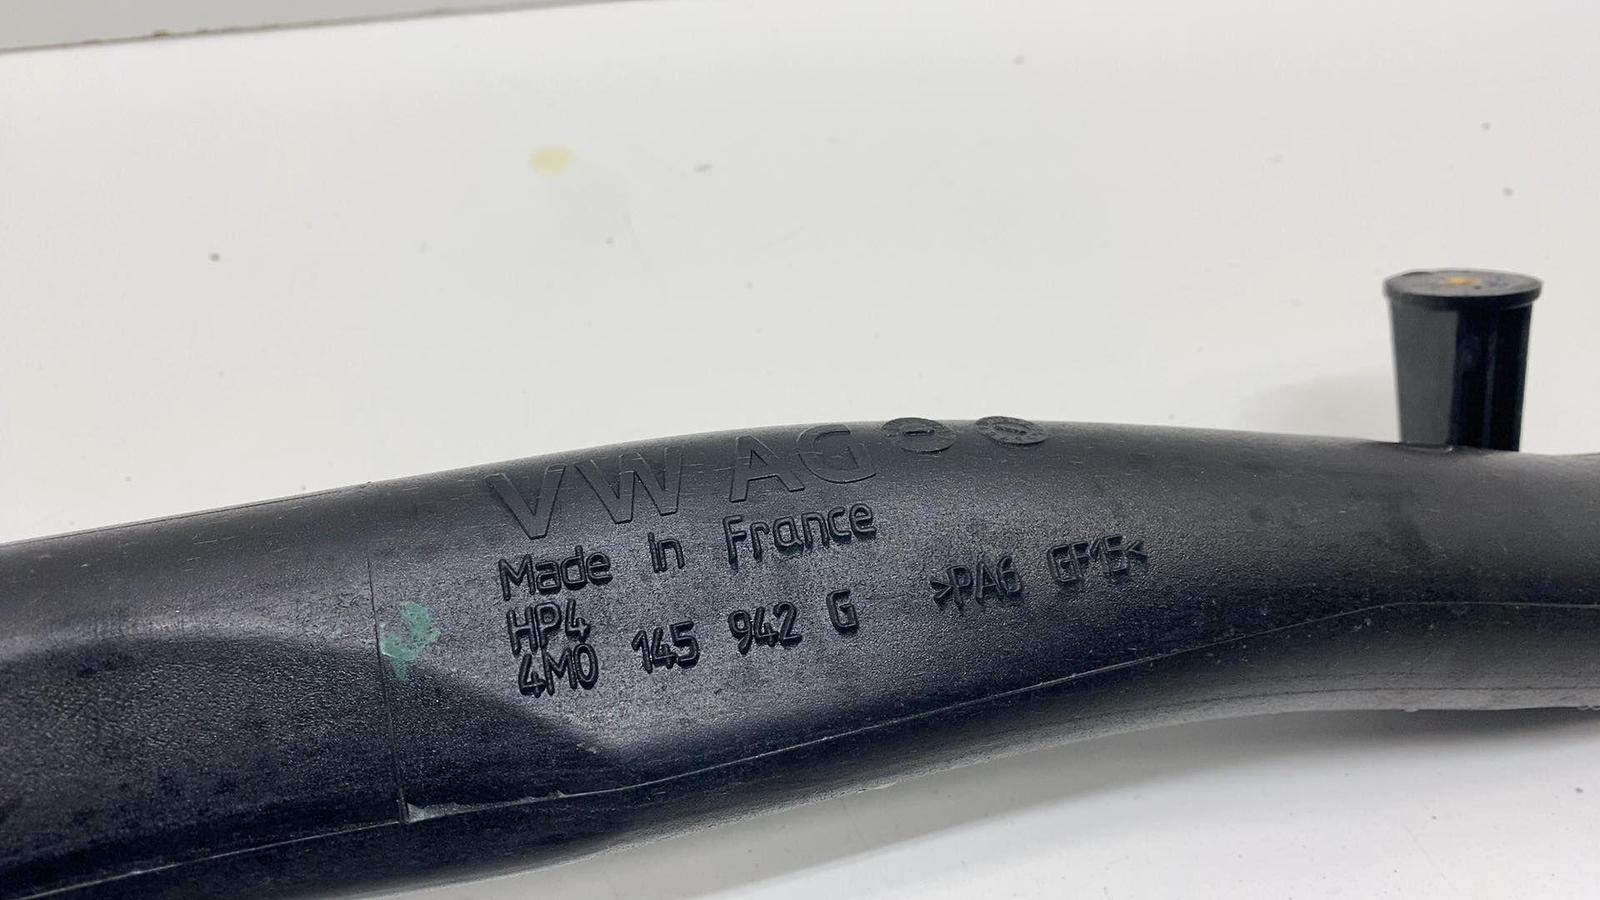 VW AG
Made in France
HP4
4M0 145 942 G >PA6 GF15<